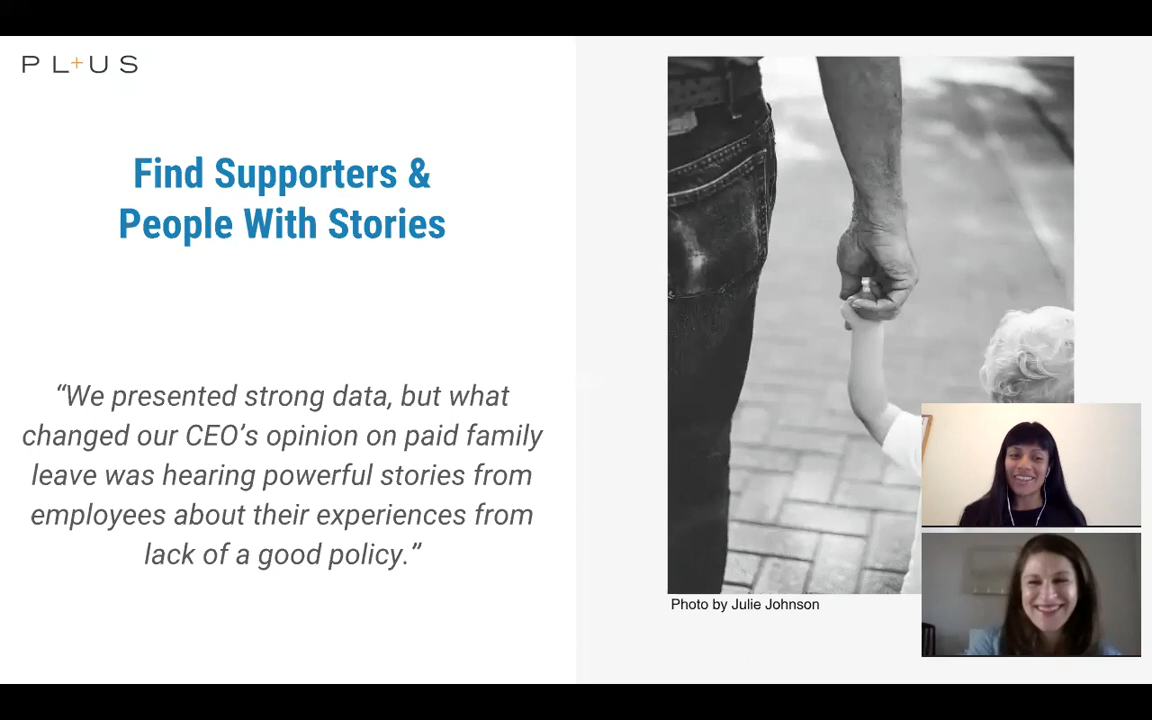 PL+US
Find Supporters &
People With Stories
“We presented strong data, but what
changed our CEO’s opinion on paid family
leave was hearing powerful stories from
employees about their experiences from
lack of a good policy.”
Photo by Julie Johnson